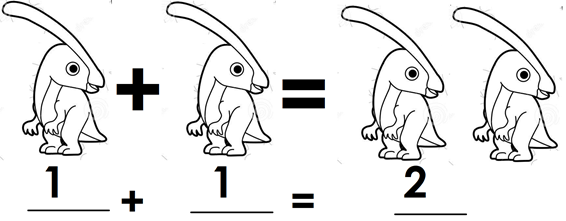 + =
1 + 1 = 2